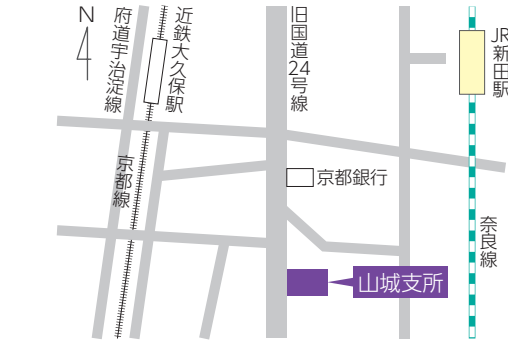 N
府道宇治淀線
近鉄大久保駅
旧国道24号線
JR新田駅
京都線
京都銀行
奈良線
山城支所